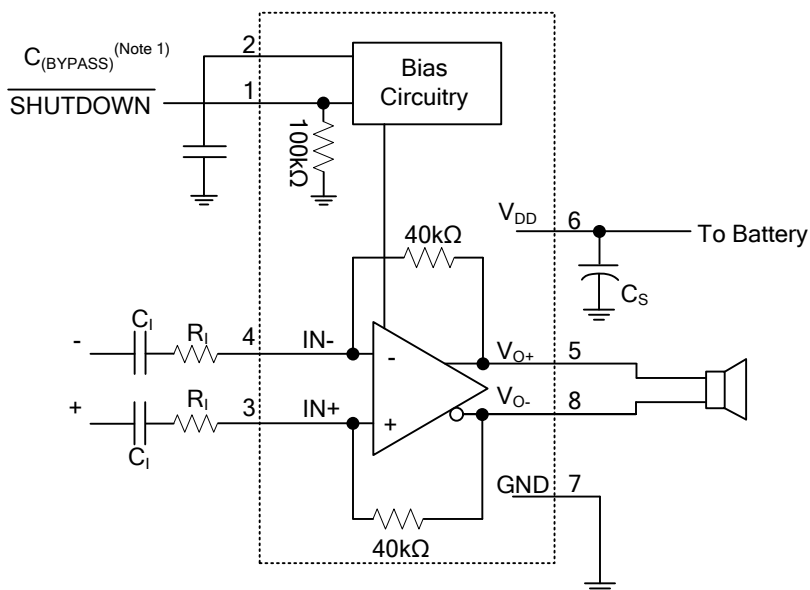 C(BYPASS)(Note 1)
2
Bias
Circuitry
SHUTDOWN
1
100kΩ
VDD
6
To Battery
CS
40kΩ
-
CI
RI
4
IN-
-
VO+
5
+
CI
RI
3
IN+
+
VO-
8
40kΩ
GND
7